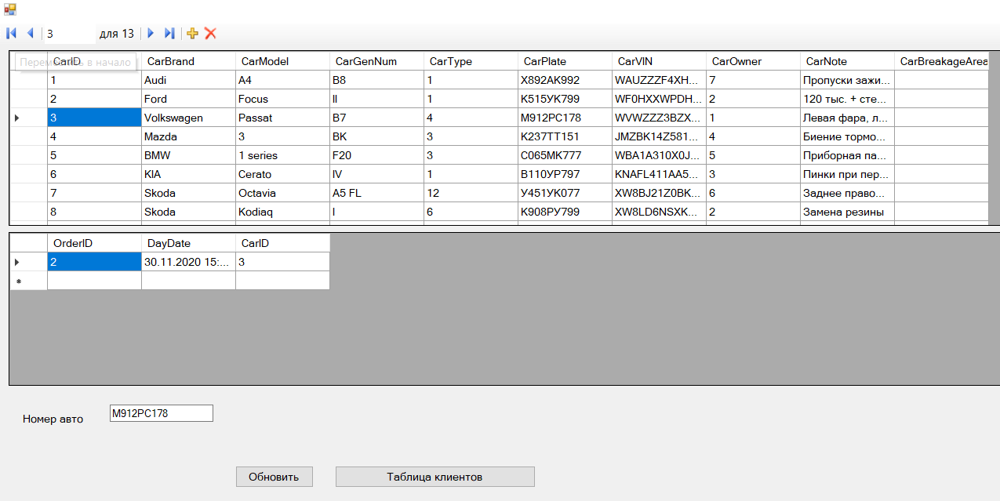 3 для 13
Переместить в начало
CarID CarBrand CarModel CarGenNum CarType CarPlate CarVIN CarOwner CarNote CarBreakageArea
1 Audi A4 B8 1 X892AK992 WAUZZZF4XH... 7 Пропуски зажи...
2 Ford Focus II 1 K515УК799 WF0HXXWPDH... 2 120 тыс. + сте...
3 Volkswagen Passat B7 4 M912PC178 WVWZZZ3BZX... 1 Левая фара, л...
4 Mazda 3 BK 3 K237TT151 JMZBK14Z581... 4 Биение тормо...
5 BMW 1 series F20 3 C065MK777 WBA1A310X0J... 5 Приборная па...
6 KIA Cerato IV 1 В110УР797 KNAFL411AA5... 3 Пинки при пер...
7 Skoda Octavia A5 FL 12 У451УК077 XW8BJ21Z0BK... 6 Заднее право...
8 Skoda Kodiaq I 6 К908РУ799 XW8LD6NSXK... 2 Замена резины
OrderID DayDate CarID
2 30.11.2020 15:... 3
Номер авто M912PC178
Обновить Таблица клиентов